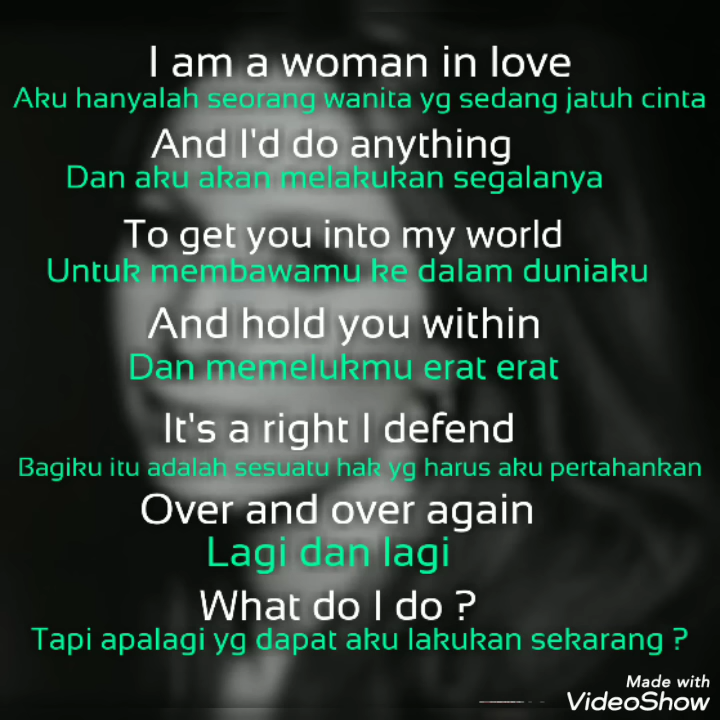 I am a woman in love
Aku hanyalah seorang wanita yg sedang jatuh cinta
And I'd do anything
Dan aku akan melakukan segalanya
To get you into my world
Untuk membawamu ke dalam duniaku
And hold you within
Dan memelukmu erat erat
It's a right I defend
Bagiku itu adalah sesuatu hak yg harus aku pertahankan
Over and over again
Lagi dan lagi
What do I do ?
Tapi apalagi yg dapat aku lakukan sekarang ?
Made with
VideoShow